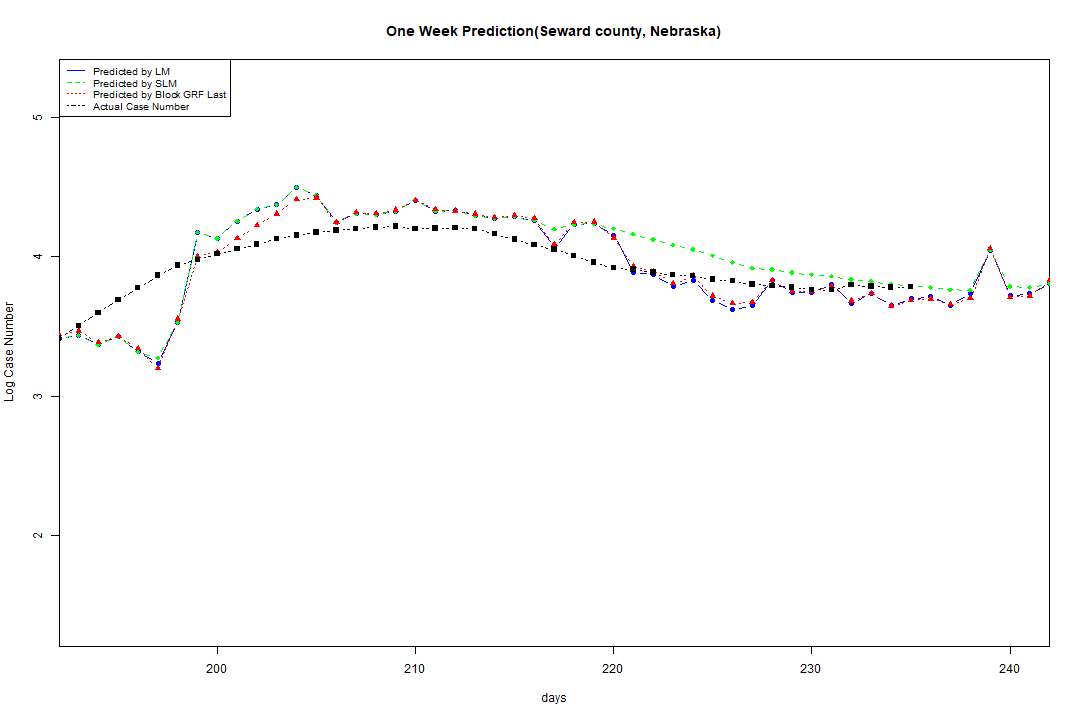 One Week Prediction(Seward county, Nebraska)
Predicted by LM
Predicted by SLM
Predicted by Block GRF Last
Actual Case Number
5
4
3
2
Log Case Number
200 210 220 230 240
days